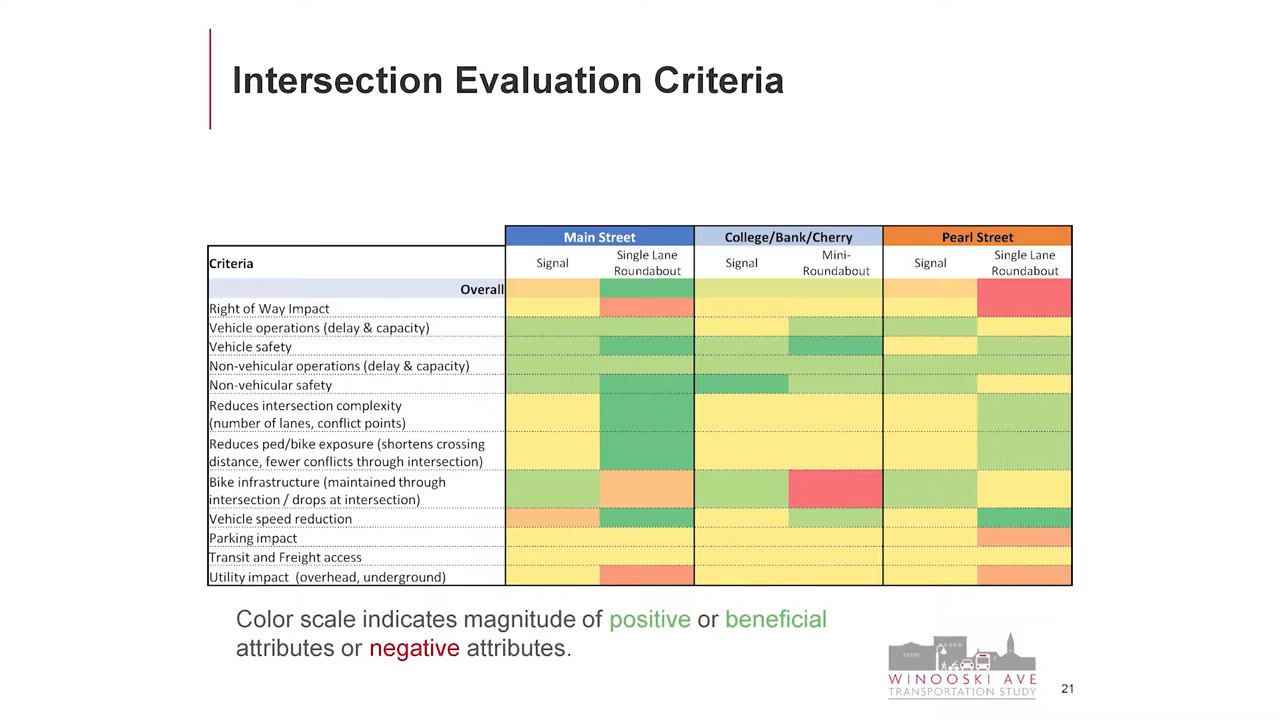 Intersection Evaluation Criteria
Main Street College/Bank/Cherry Pearl Street
Criteria Signal Single Lane Roundabout Signal Mini-Roundabout Signal Single Lane Roundabout
Overall
Right of Way Impact
Vehicle operations (delay & capacity)
Vehicle safety
Non-vehicular operations (delay & capacity)
Non-vehicular safety
Reduces intersection complexity
(number of lanes, conflict points)
Reduces ped/bike exposure (shortens crossing
distance, fewer conflicts through intersection)
Bike infrastructure (maintained through
intersection / drops at intersection)
Vehicle speed reduction
Parking impact
Transit and Freight access
Utility impact (overhead, underground)
Color scale indicates magnitude of positive or beneficial
attributes or negative attributes.
WINOOSKI AVE
TRANSPORTATION STUDY
21